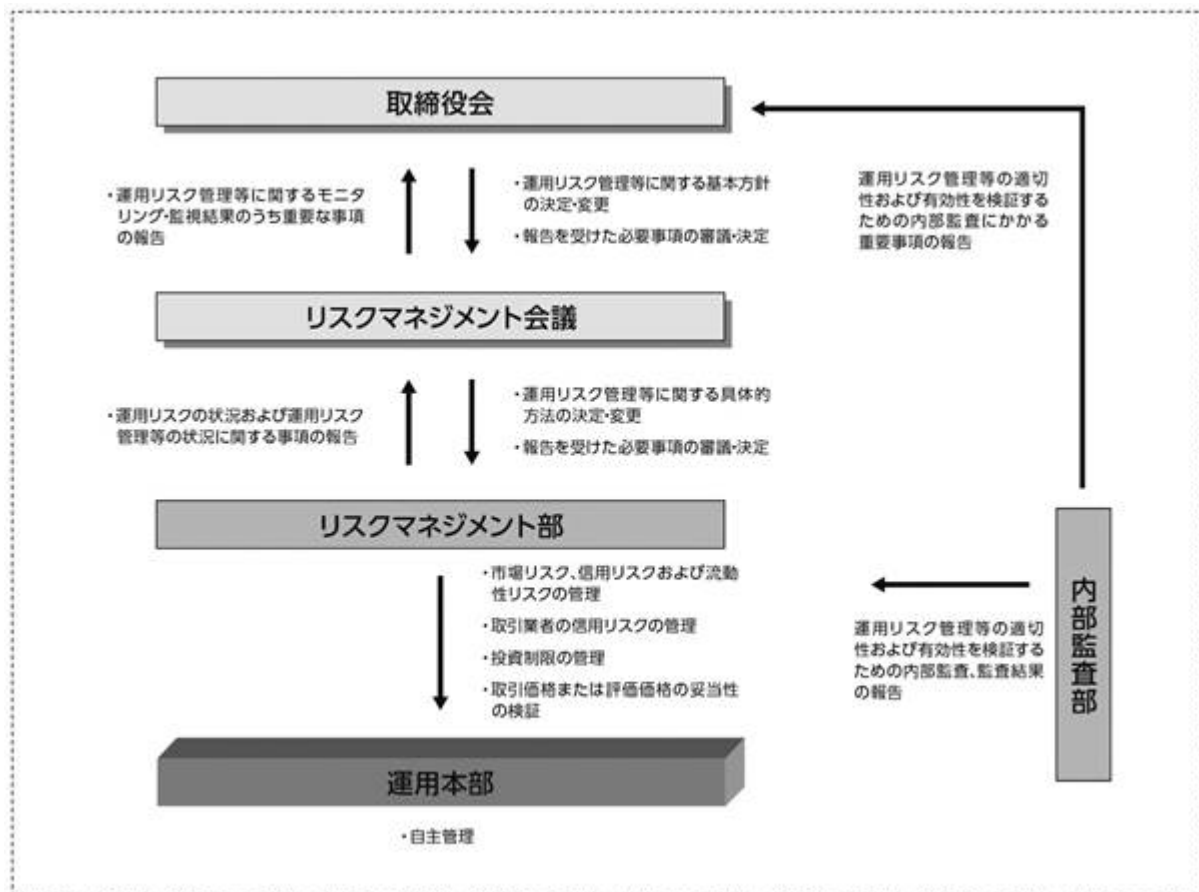 取締役会
・運用リスク管理等に関するモニタ
リング・監視結果のうち重要な事項
の報告
・運用リスク管理等に関する基本方針
の決定・変更
・報告を受けた必要事項の審議・決定
運用リスク管理等の適切
性および有効性を検証す
るための内部監査にかかる
重要事項の報告
リスクマネジメント会議
・運用リスクの状況および運用リスク
管理等の状況に関する事項の報告
・運用リスク管理等に関する具体的
方法の決定・変更
・報告を受けた必要事項の審議・決定
リスクマネジメント部
・市場リスク、信用リスクおよび流動
性リスクの管理
・取引業者の信用リスクの管理
・投資制限の管理
・取引価格または評価価格の妥当性
の検証
運用リスク管理等の適切
性および有効性を検証する
ための内部監査、監査結果
の報告
内部監査部
運用本部
・自主管理